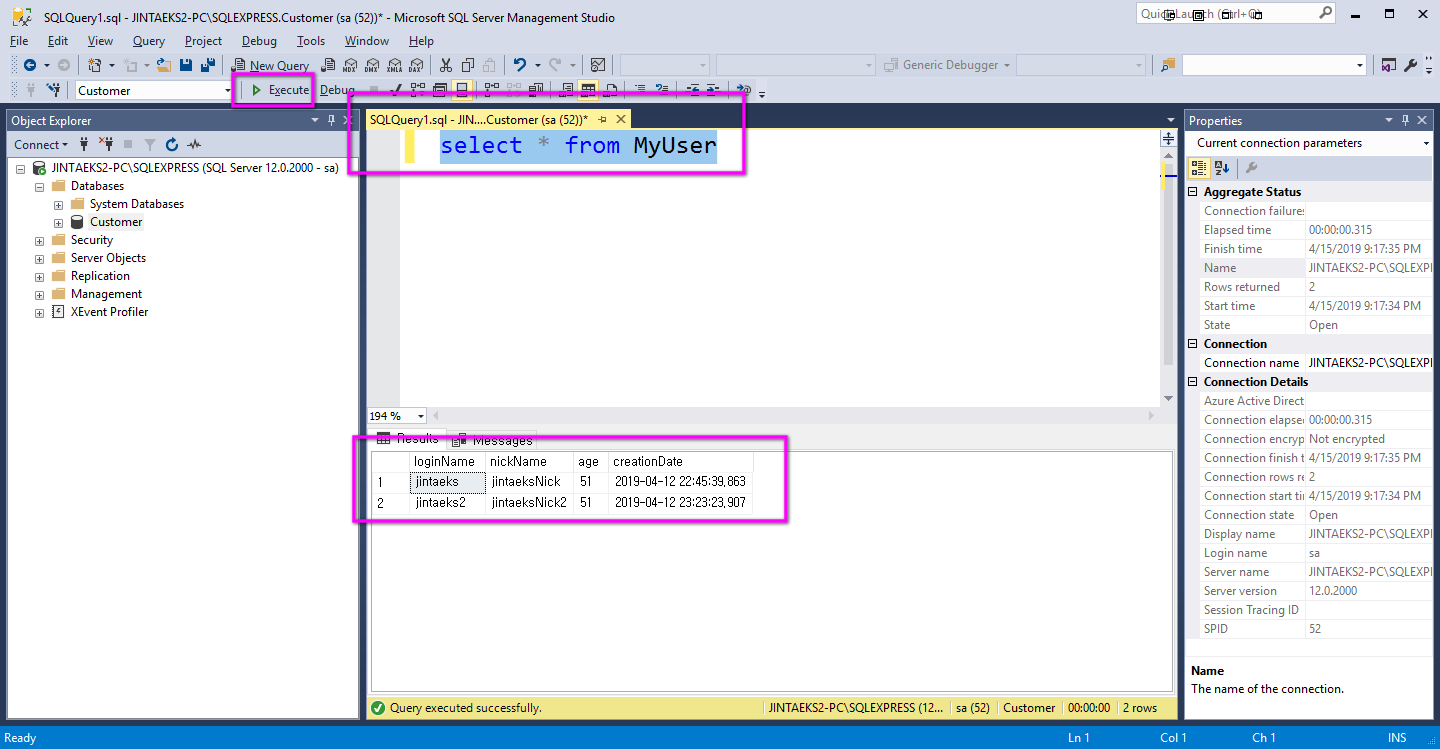 SQLQuery1.sql - JINTAEKS2-PC\SQLEXPRESS.Customer (sa (52))* - Microsoft SQL Server Management Studio
Quick Launch (Ctrl+Q)
File Edit View Query Project Debug Tools Window Help
New Query MDX DMX XMLA DAX Generic Debugger
Customer Execute Debug
Object Explorer
Connect
JINTAEKS2-PC\SQLEXPRESS (SQL Server 12.0.2000 - sa)
Databases
System Databases
Customer
Security
Server Objects
Replication
Management
XEvent Profiler
SQLQuery1.sql - JIN....Customer (sa (52))*
select * from MyUser
194 %
Results Messages
loginName nickName age creationDate
1 jintaeks jintaeksNick 51 2019-04-12 22:45:39,863
2 jintaeks2 jintaeksNick2 51 2019-04-12 23:23:23,907
Query executed successfully. JINTAEKS2-PC\SQLEXPRESS (12... sa (52) Customer 00:00:00 2 rows
Properties
Current connection parameters
Aggregate Status
Connection failures
Elapsed time 00:00:00.315
Finish time 4/15/2019 9:17:35 PM
Name JINTAEKS2-PC\SQLEXPI
Rows returned 2
Start time 4/15/2019 9:17:34 PM
State Open
Connection
Connection name JINTAEKS2-PC\SQLEXPI
Connection Details
Azure Active Direct
Connection elapse 00:00:00.315
Connection encryp Not encrypted
Connection finish t 4/15/2019 9:17:35 PM
Connection rows re 2
Connection start ti 4/15/2019 9:17:34 PM
Connection state Open
Display name JINTAEKS2-PC\SQLEXPI
Login name sa
Server name JINTAEKS2-PC\SQLEXPI
Server version 12.0.2000
Session Tracing ID
SPID 52
Name
The name of the connection.
Ready Ln 1 Col 1 Ch 1 INS